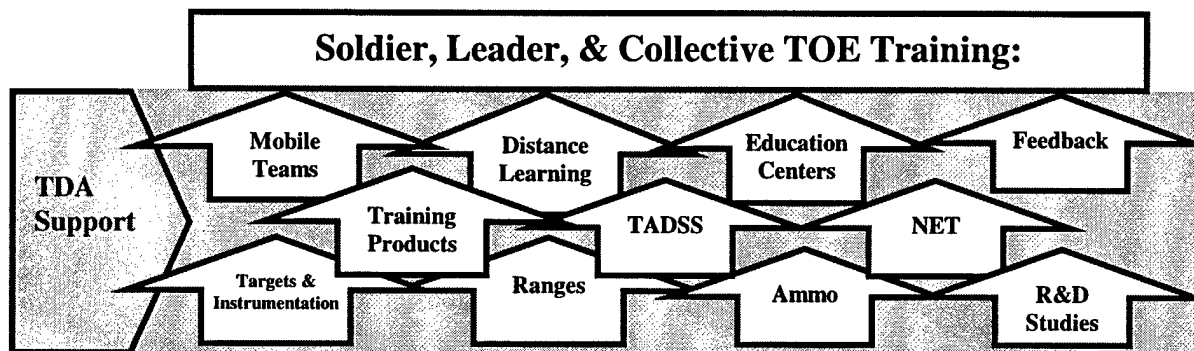 Soldier, Leader, & Collective TOE Training:
TDA
Support
Mobile
Teams
Distance
Learning
Education
Centers
Feedback
Training
Products
TADSS
NET
Targets &
Instrumentation
Ranges
Ammo
R&D
Studies